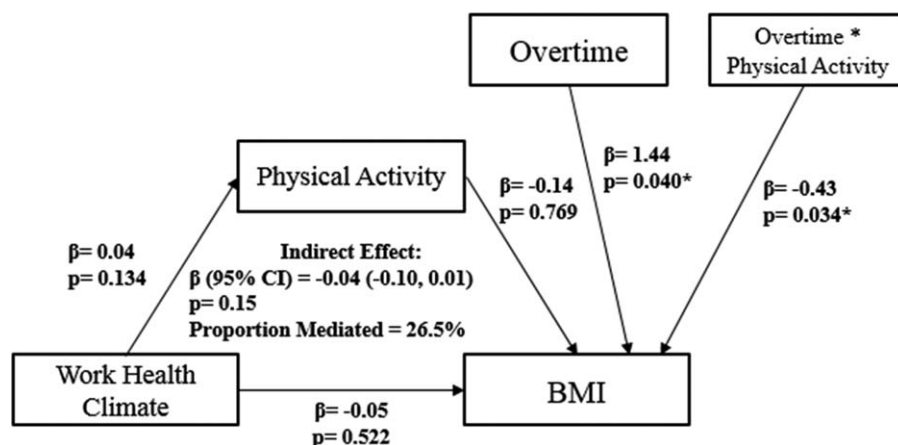 Overtime
Overtime *
Physical Activity
Physical Activity
β= 1.44
p= 0.040*
β= -0.14
p= 0.769
β= -0.43
p= 0.034*
β= 0.04
p= 0.134
Indirect Effect:
β (95% CI) = -0.04 (-0.10, 0.01)
p= 0.15
Proportion Mediated = 26.5%
Work Health
Climate
BMI
β= -0.05
p= 0.522